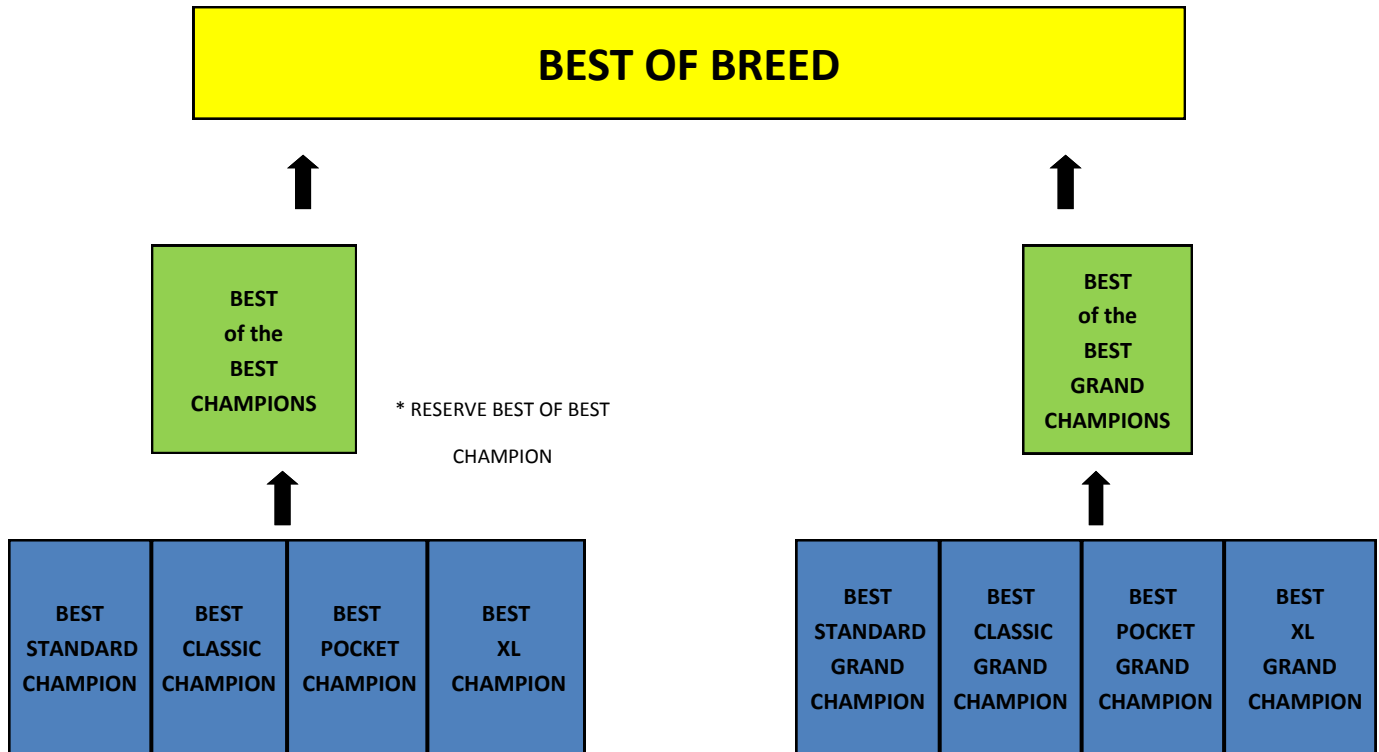 BEST OF BREED
BEST
of the
BEST
CHAMPIONS
* RESERVE BEST OF BEST
CHAMPION
BEST
of the
BEST
GRAND
CHAMPIONS
BEST
STANDARD
CHAMPION
BEST
CLASSIC
CHAMPION
BEST
POCKET
CHAMPION
BEST
XL
CHAMPION
BEST
STANDARD
GRAND
CHAMPION
BEST
CLASSIC
GRAND
CHAMPION
BEST
POCKET
GRAND
CHAMPION
BEST
XL
GRAND
CHAMPION